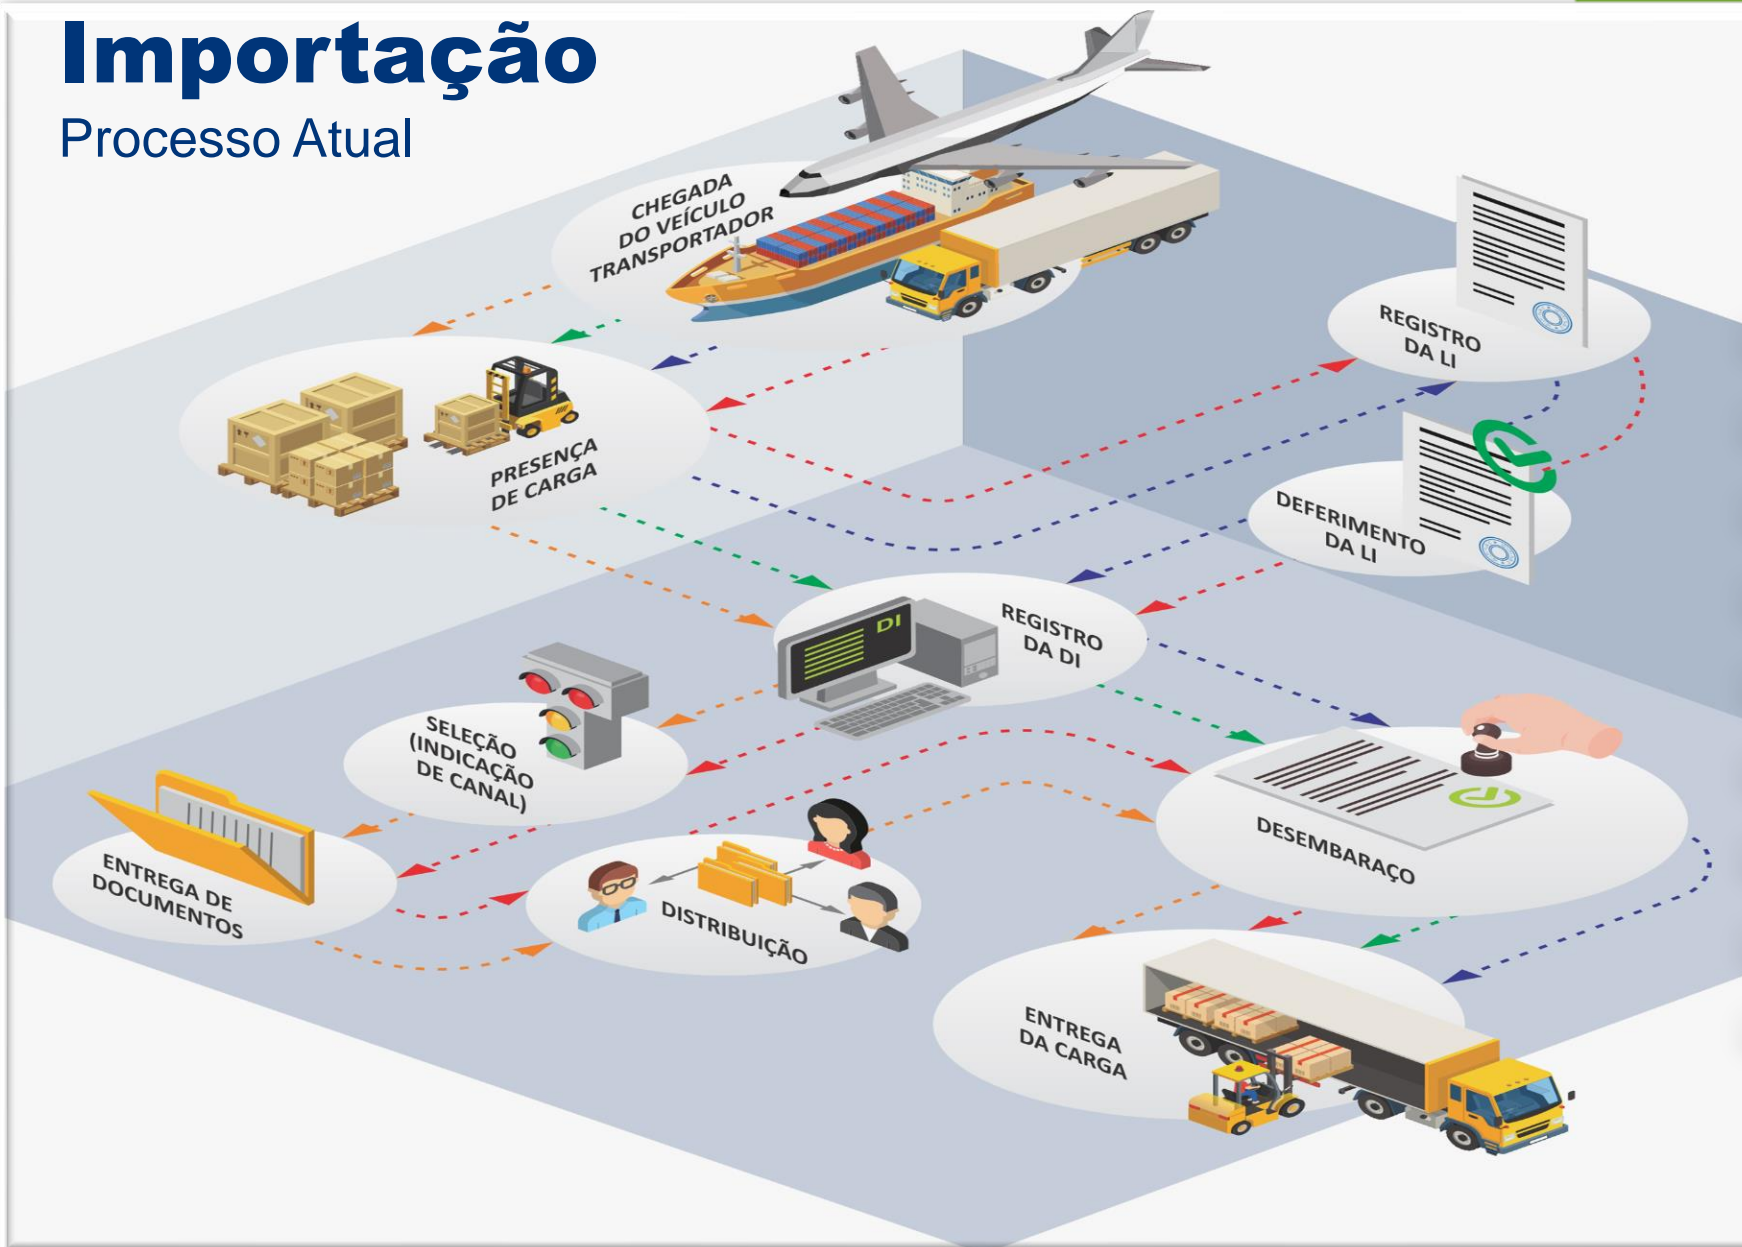 Importação
Processo Atual
CHEGADA
DO VEÍCULO
TRANSPORTADOR
REGISTRO
DA LI
PRESENÇA
DE CARGA
DEFERIMENTO
DA LI
DI
REGISTRO
DA DI
SELEÇÃO
(INDICAÇÃO
DE CANAL)
DESEMBARAÇO
ENTREGA DE
DOCUMENTOS
DISTRIBUIÇÃO
ENTREGA
DA CARGA